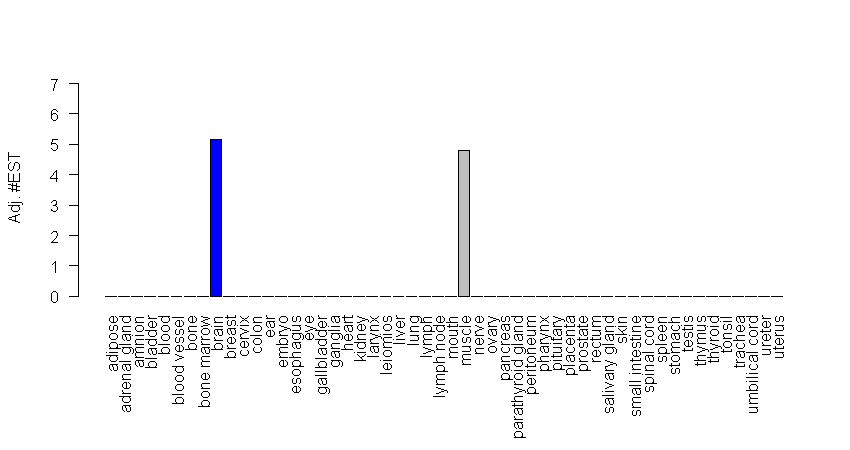 7
6
5
4
3
2
1
0
Adj. #EST
adipose
adrenal gland
amnion
bladder
blood
blood vessel
bone
bone marrow
brain
breast
cervix
colon
ear
embryo
esophagus
eye
gallbladder
ganglia
heart
kidney
larynx
leiomios
liver
lung
lymph
lymph node
mouth
muscle
nerve
ovary
pancreas
parathyroid gland
peritoneum
pharynx
pituitary
placenta
prostate
rectum
salivary gland
skin
small intestine
spinal cord
spleen
stomach
testis
thymus
thyroid
tonsil
trachea
umbilical cord
ureter
uterus